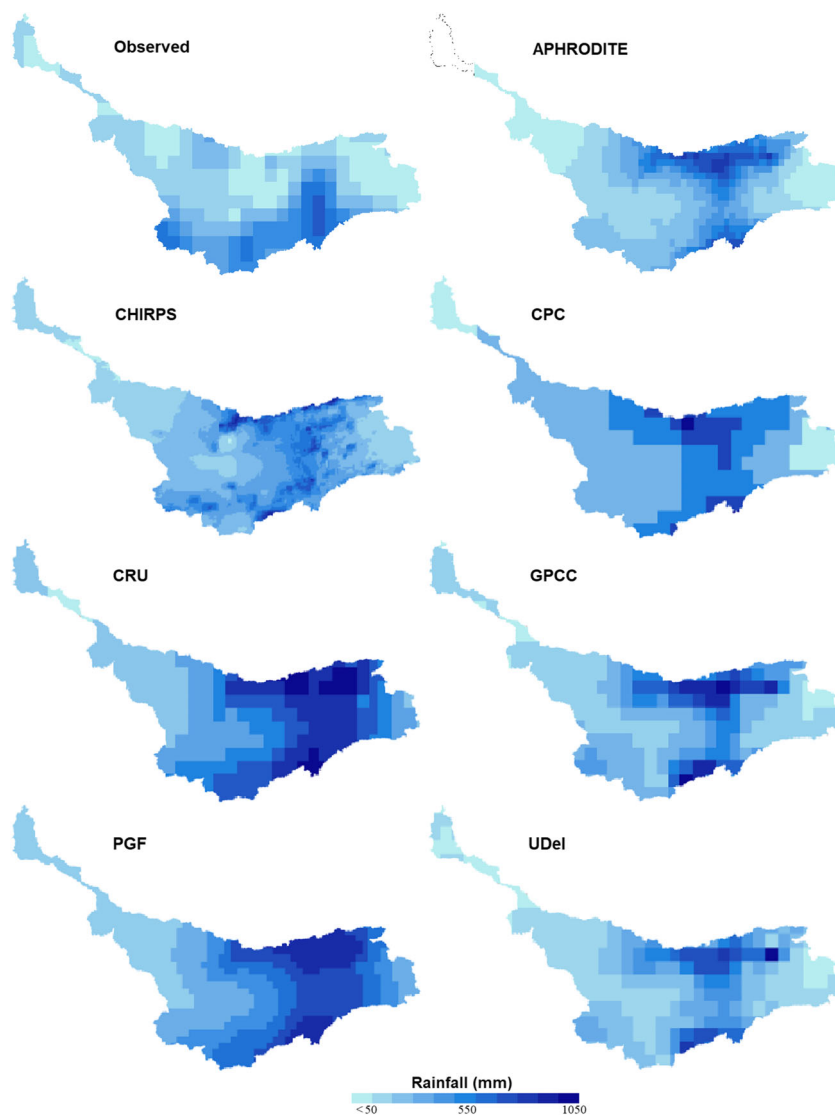 Observed
APHRODITE
CHIRPS
CPC
CRU
GPCC
PGF
UDel
Rainfall (mm)
<50 550 1050